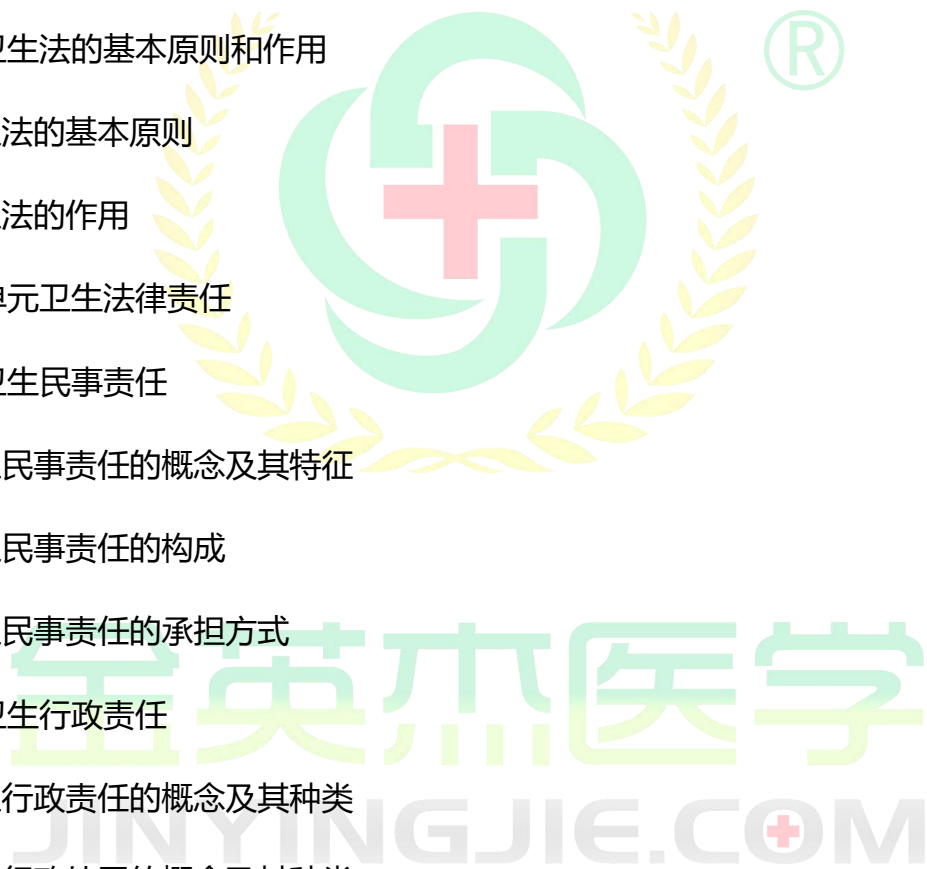 生法的基本原则和作用
法的基本原则
法的作用
单元卫生法律责任
卫生民事责任
民事责任的概念及其特征
民事责任的构成
民事责任的承担方式
卫生行政责任
行政责任的概念及其种类
金英杰医学
JINYINGJIE.COM
®